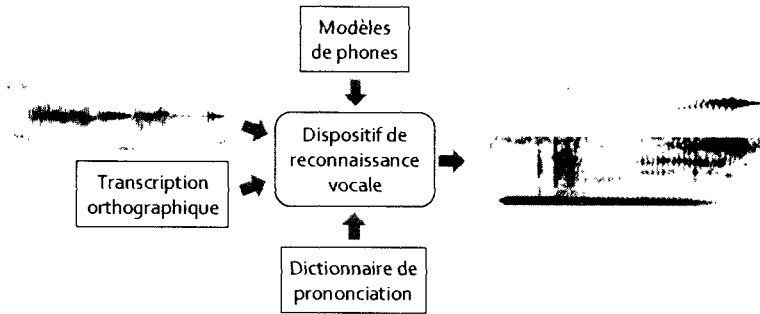 Modèles
de phones
Dispositif de
reconnaissance
vocale
Transcription
orthographique
Dictionnaire de
prononciation